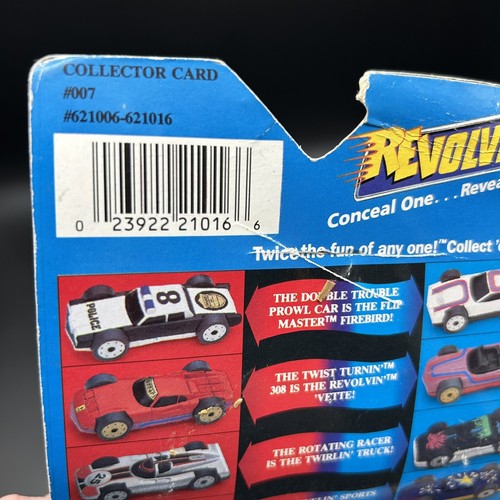 COLLECTOR CARD
#007
#621006-621016
0 23922 21016 6
REVOLV
Conceal One. . . Revea
Twice the fun of any one!™ Collect
8
POLICE
THE DOUBLE TROUBLE
PROWL CAR IS THE FLIP
MASTER™ FIREBIRD!
THE TWIST TURNIN'™
308 IS THE REVOLVIN'™
'VETTE!
THE ROTATING RACER
IS THE TWIRLIN' TRUCK!
SPORTS